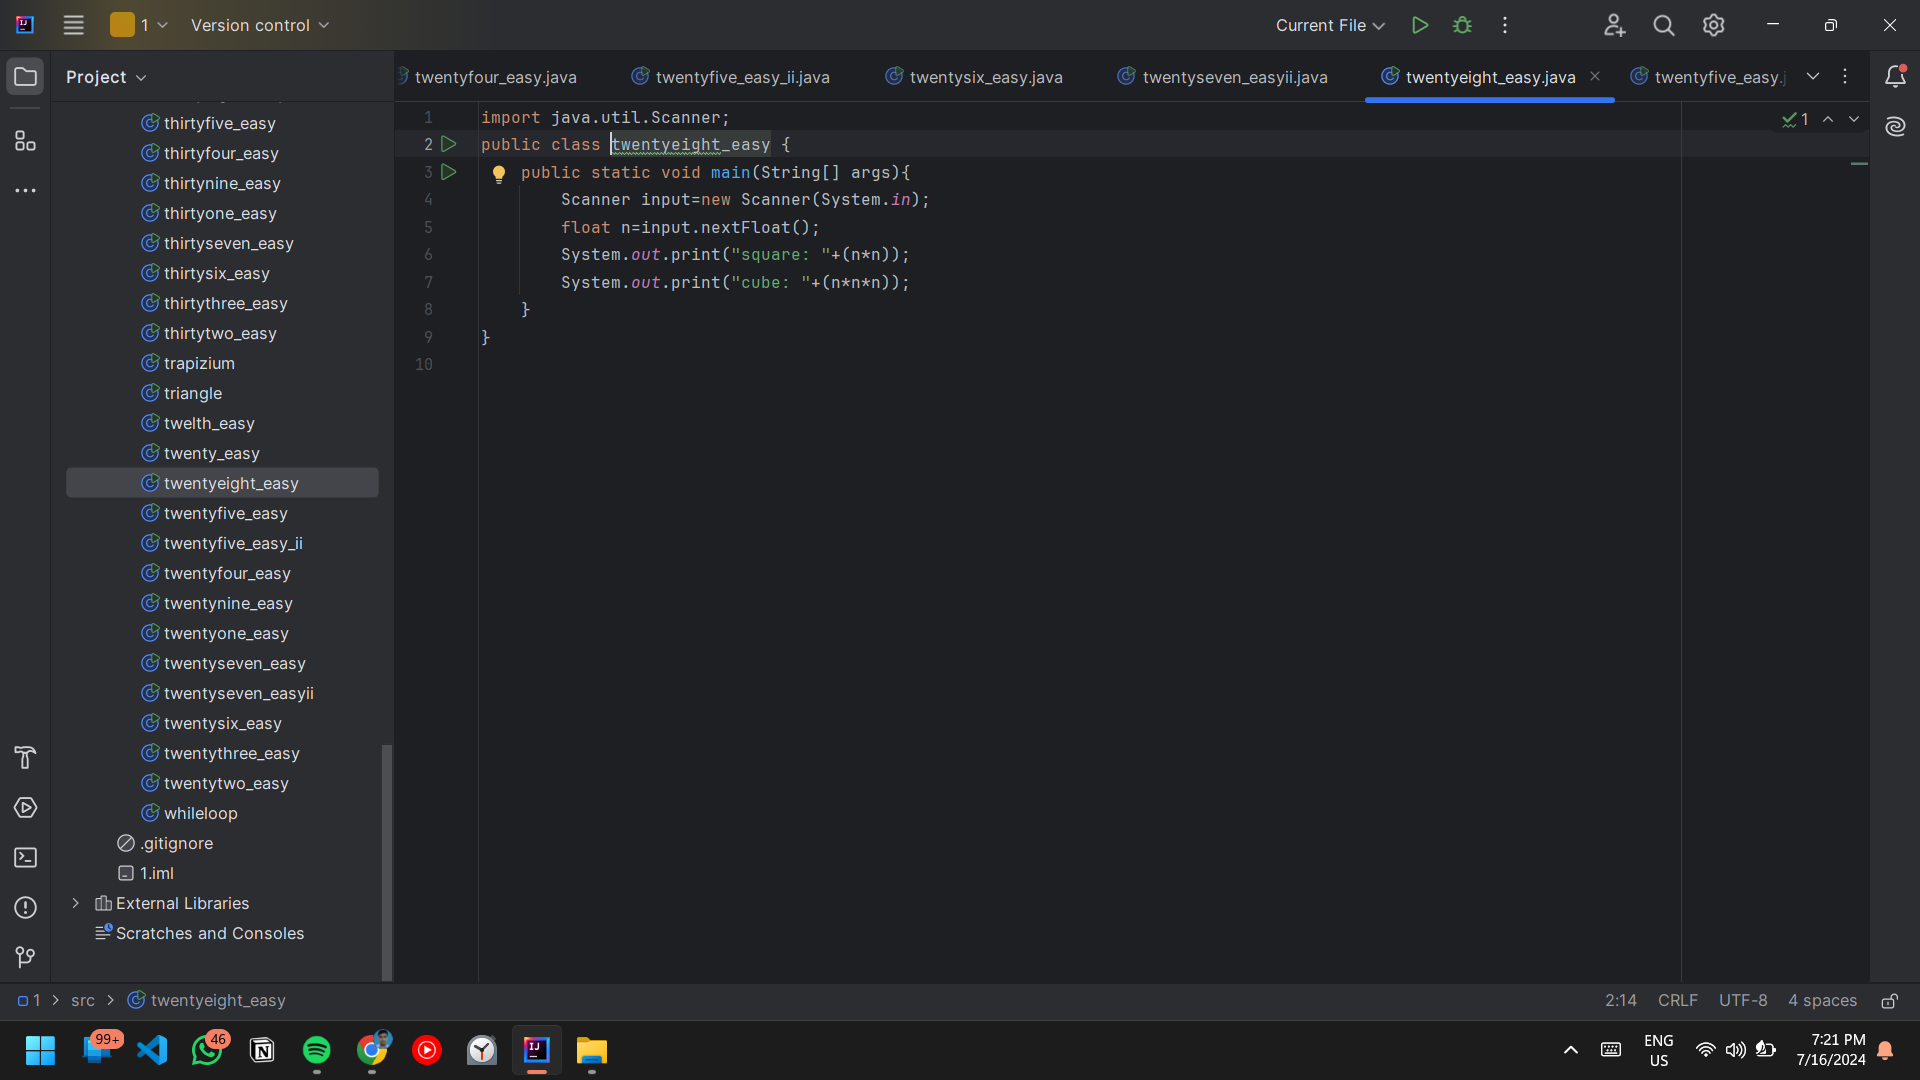 1
Version control
Current File
Project
twentyfour_easy.java
twentyfive_easy_ii.java
twentysix_easy.java
twentyseven_easyii.java
twentyeight_easy.java
twentyfive_easy.j
thirtyfive_easy
thirtyfour_easy
thirtynine_easy
thirtyone_easy
thirtyseven_easy
thirtysix_easy
thirtythree_easy
thirtytwo_easy
trapizium
triangle
twelth_easy
twenty_easy
twentyeight_easy
twentyfive_easy
twentyfive_easy_ii
twentyfour_easy
twentynine_easy
twentyone_easy
twentyseven_easy
twentyseven_easyii
twentysix_easy
twentythree_easy
twentytwo_easy
whileloop
.gitignore
1.iml
External Libraries
Scratches and Consoles
1 import java.util.Scanner;
2 public class twentyeight_easy {
3 public static void main(String[] args){
4 Scanner input=new Scanner(System.in);
5 float n=input.nextFloat();
6 System.out.print("square: "+(n*n));
7 System.out.print("cube: "+(n*n*n));
8 }
9 }
10
1
1 > src > twentyeight_easy
2:14 CRLF UTF-8 4 spaces
99+
46
ENG
US
7:21 PM
7/16/2024